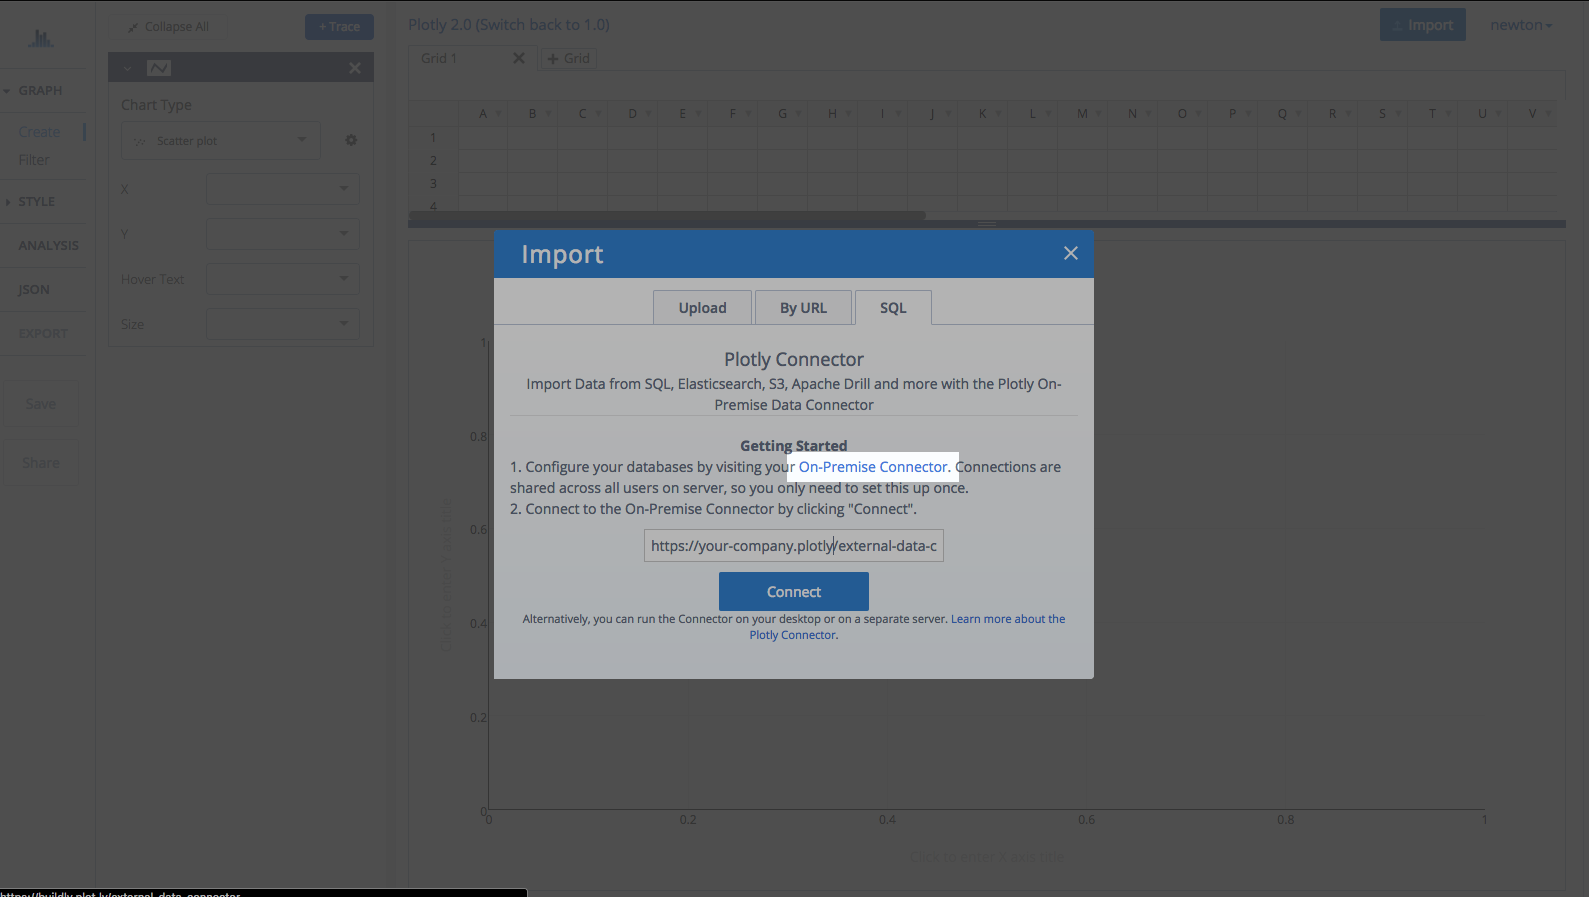 Collapse All
+ Trace
Plotly 2.0 (Switch back to 1.0)
Import
newton
Grid 1
+ Grid
GRAPH
Create
Filter
STYLE
ANALYSIS
JSON
EXPORT
Save
Share
Chart Type
Scatter plot
X
Y
Hover Text
Size
A B C D E F G H I J K L M N O P Q R S T U V
1
2
3
4
Import
Upload
By URL
SQL
Plotly Connector
Import Data from SQL, Elasticsearch, S3, Apache Drill and more with the Plotly On-
Premise Data Connector
Getting Started
1. Configure your databases by visiting your On-Premise Connector. Connections are
shared across all users on server, so you only need to set this up once.
2. Connect to the On-Premise Connector by clicking "Connect".
https://your-company.plotly/external-data-c
Connect
Alternatively, you can run the Connector on your desktop or on a separate server. Learn more about the
Plotly Connector.
1
0.8
0.6
0.4
0.2
0
0 0.2 0.4 0.6 0.8 1
Click to enter Y axis title
Click to enter X axis title
https://buildly.plot.ly/external-data-connector